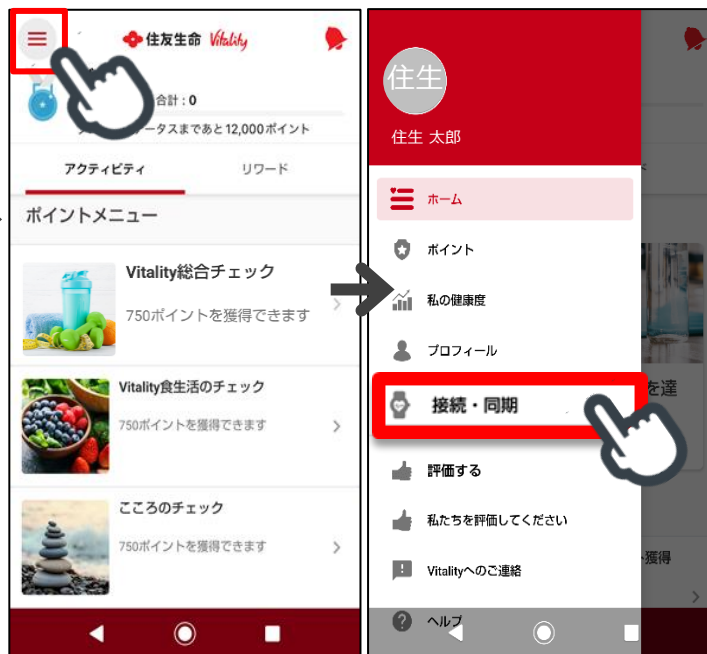 住友生命 Vitality
合計：0
ータスまであと12,000ポイント
アクティビティ
リワード
ポイントメニュー
Vitality総合チェック
750ポイントを獲得できます
Vitality食生活のチェック
750ポイントを獲得できます
こころのチェック
750ポイントを獲得できます
住生
住生 太郎
ホーム
ポイント
私の健康度
プロフィール
接続・同期
評価する
私たちを評価してください
Vitalityへのご連絡
ヘルプ
を達
獲得